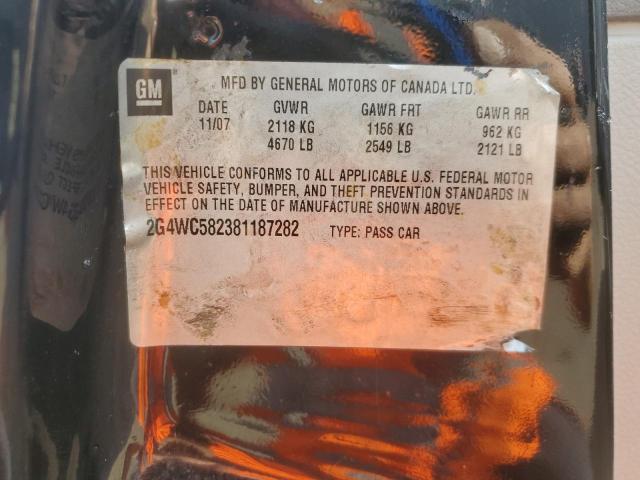 GM
MFD BY GENERAL MOTORS OF CANADA LTD.
DATE GVWR GAWR FRT GAWR RR
11/07 2118 KG 1156 KG 962 KG
4670 LB 2549 LB 2121 LB
THIS VEHICLE CONFORMS TO ALL APPLICABLE U.S. FEDERAL MOTOR
VEHICLE SAFETY, BUMPER, AND THEFT PREVENTION STANDARDS IN
EFFECT ON THE DATE OF MANUFACTURE SHOWN ABOVE.
2G4WC582381187282 TYPE: PASS CAR